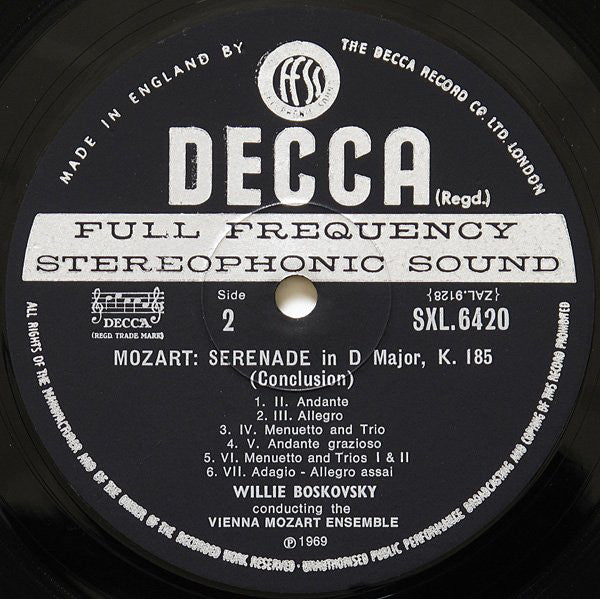 MADE IN ENGLAND BY
THE DECCA RECORD CO. LTD. LONDON
FFSS
DECCA (Regd.)
FULL FREQUENCY
STEREOPHONIC SOUND
DECCA
(REGD. TRADE MARK)
Side
2
{ZAL.9128}
SXL.6420
MOZART: SERENADE in D Major, K. 185
(Conclusion)
1. II. Andante
2. III. Allegro
3. IV. Menuetto and Trio
4. V. Andante grazioso
5. VI. Menuetto and Trios I & II
6. VII. Adagio - Allegro assai
WILLIE BOSKOVSKY
conducting the
VIENNA MOZART ENSEMBLE
Ⓟ 1969
ALL RIGHTS OF THE MANUFACTURER AND OF THE OWNER OF THE RECORDED WORK RESERVED · UNAUTHORISED PUBLIC PERFORMANCE BROADCASTING AND COPYING OF THIS RECORD PROHIBITED